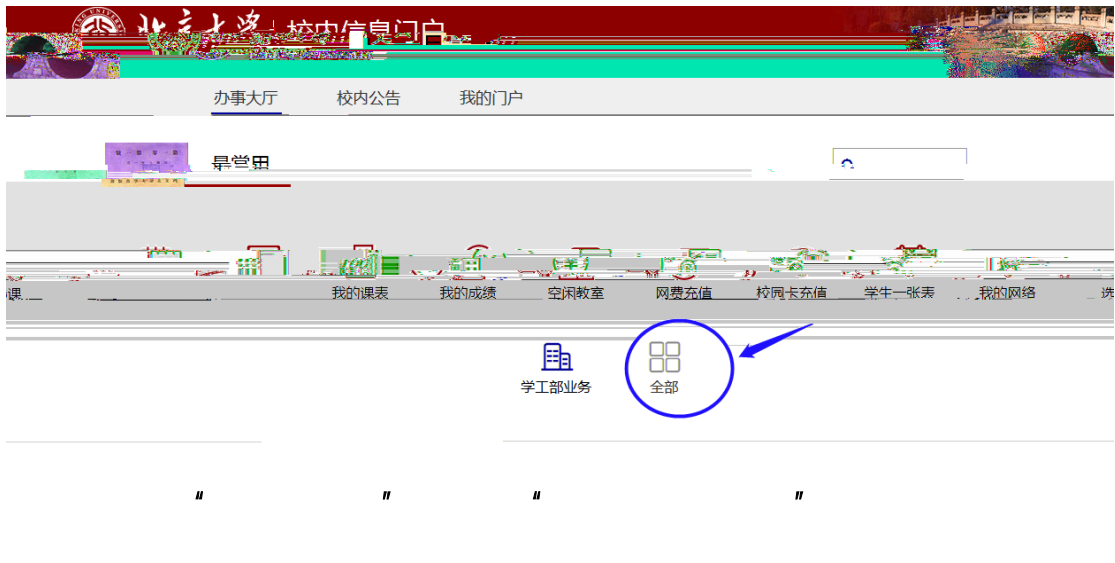 北京大学 校内信息门户
办事大厅 校内公告 我的门户
最常用
课 我的课表 我的成绩 空闲教室 网费充值 校园卡充值 学生一张表 我的网络 选
学工部业务 全部
“ ” “ ”